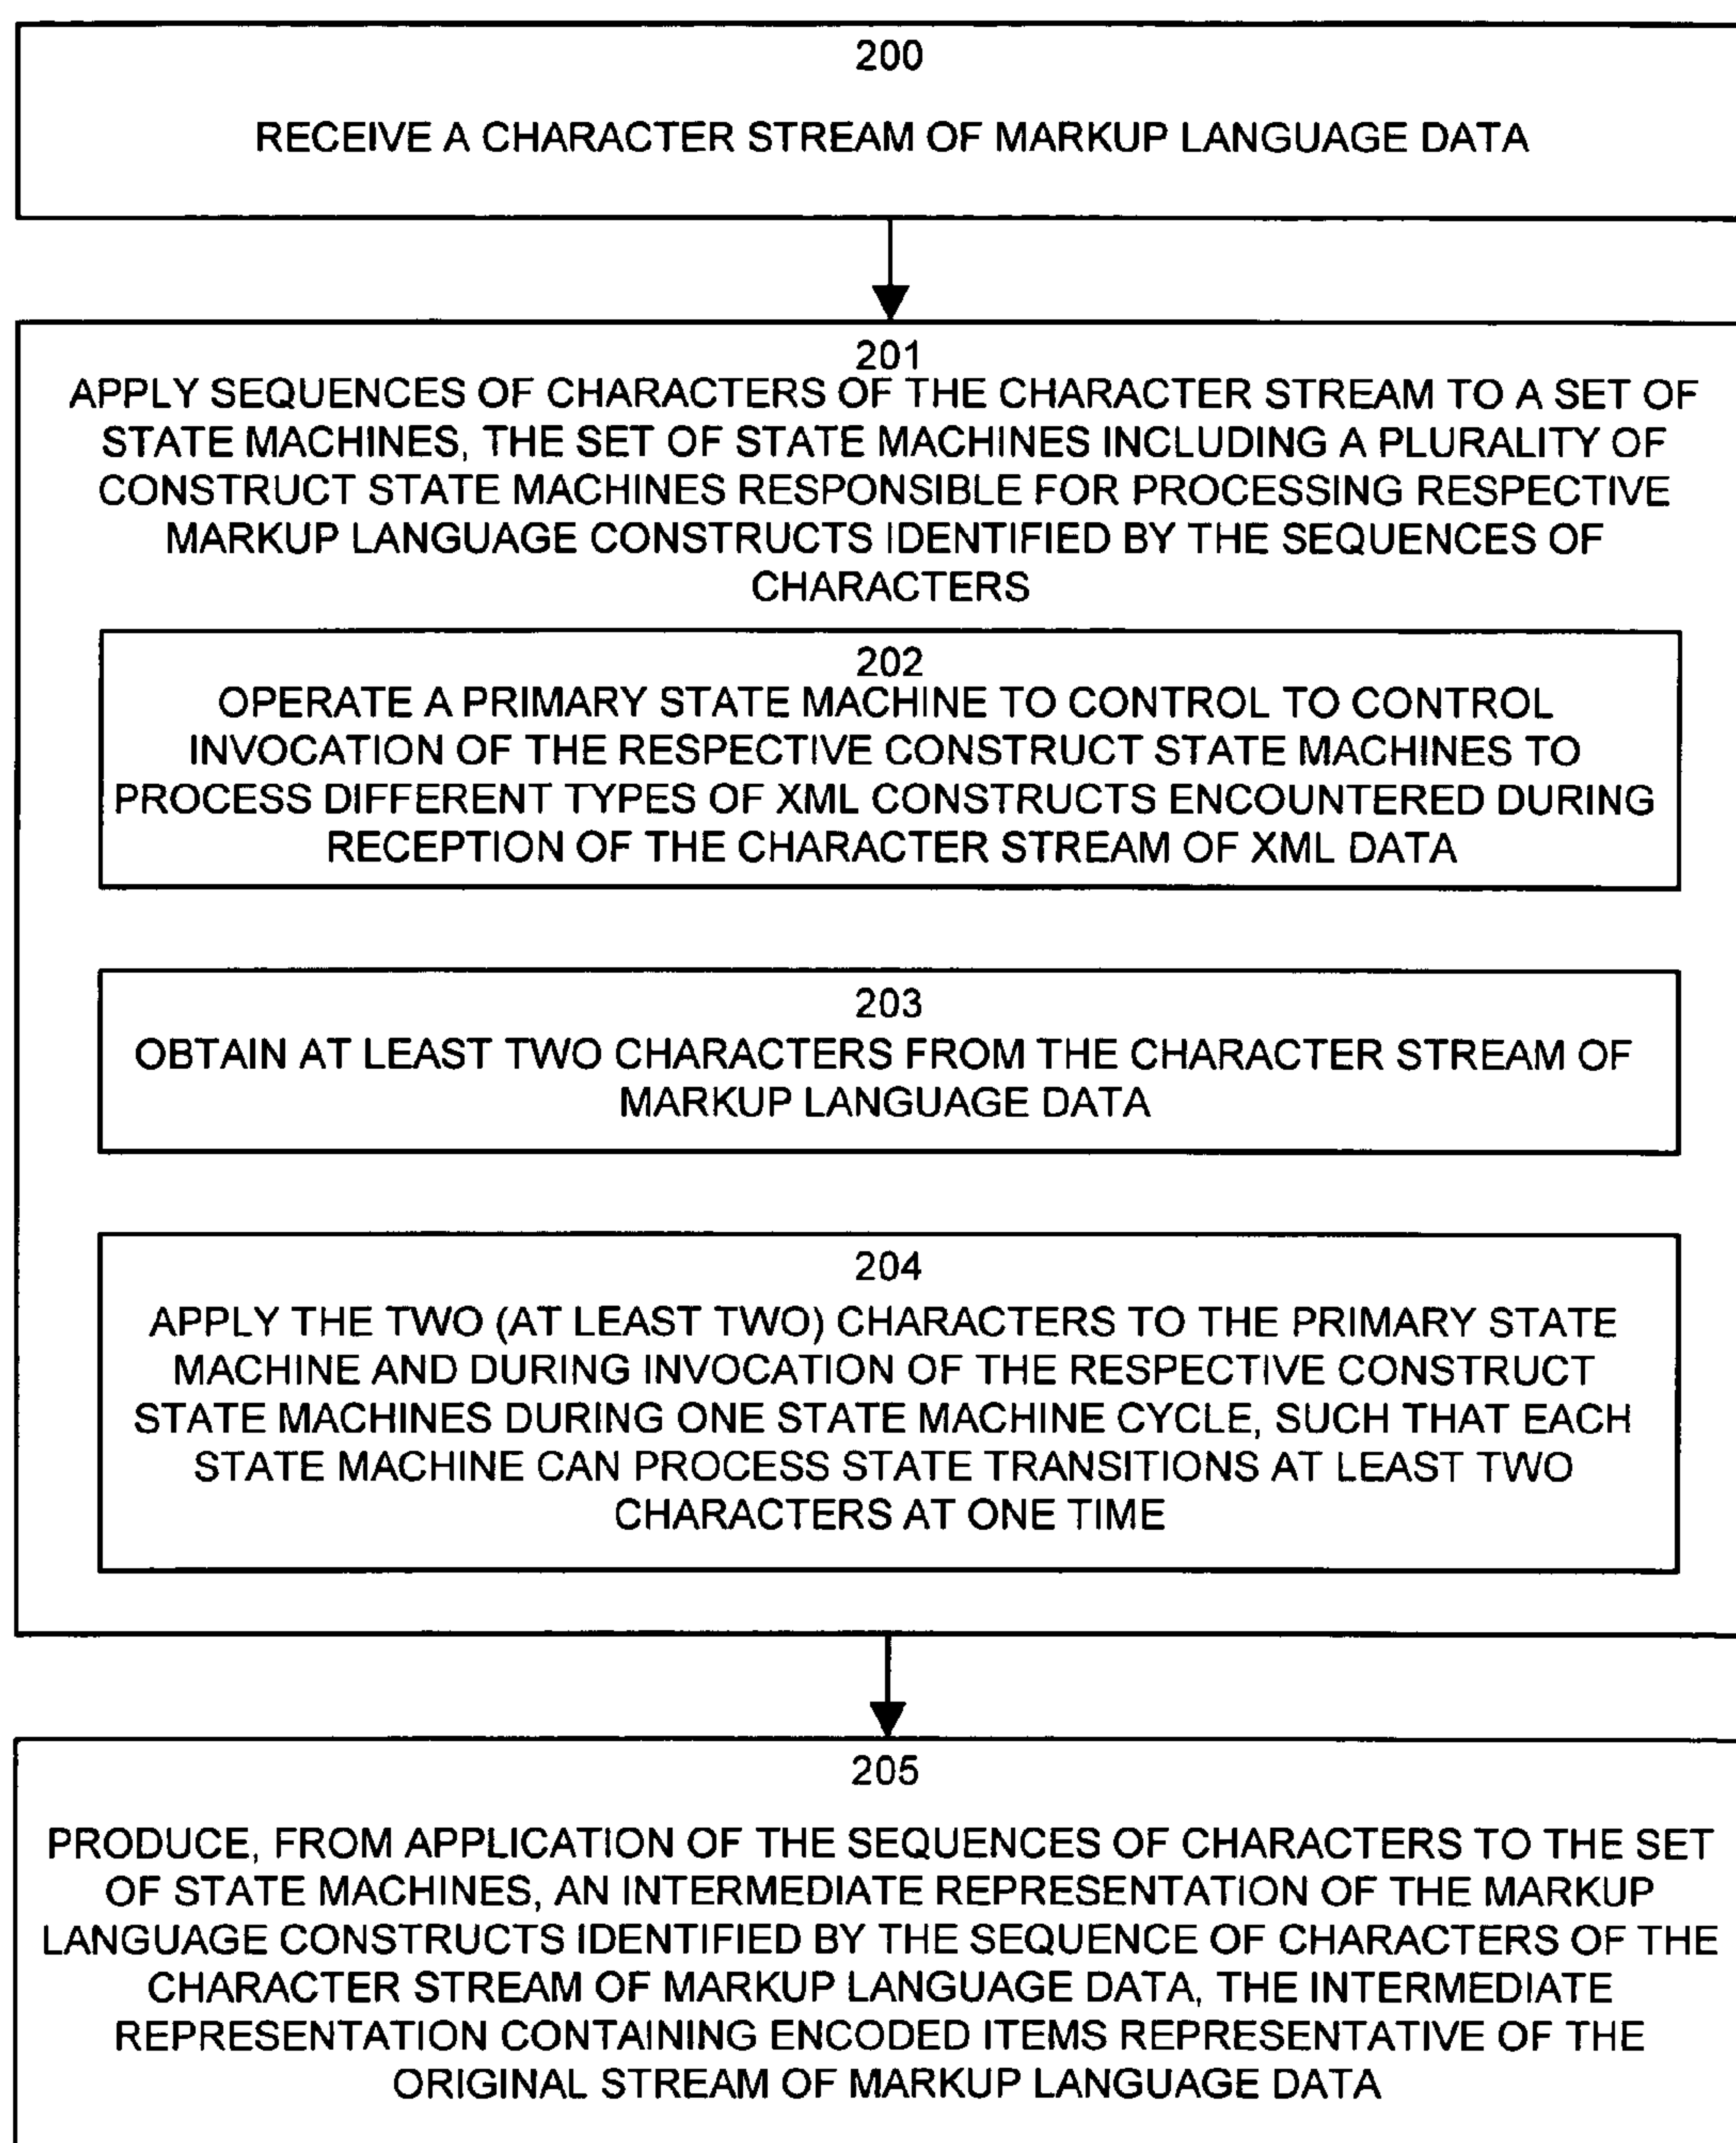 200
RECEIVE A CHARACTER STREAM OF MARKUP LANGUAGE DATA
201
APPLY SEQUENCES OF CHARACTERS OF THE CHARACTER STREAM TO A SET OF
STATE MACHINES, THE SET OF STATE MACHINES INCLUDING A PLURALITY OF
CONSTRUCT STATE MACHINES RESPONSIBLE FOR PROCESSING RESPECTIVE
MARKUP LANGUAGE CONSTRUCTS IDENTIFIED BY THE SEQUENCES OF
CHARACTERS
202
OPERATE A PRIMARY STATE MACHINE TO CONTROL TO CONTROL
INVOCATION OF THE RESPECTIVE CONSTRUCT STATE MACHINES TO
PROCESS DIFFERENT TYPES OF XML CONSTRUCTS ENCOUNTERED DURING
RECEPTION OF THE CHARACTER STREAM OF XML DATA
203
OBTAIN AT LEAST TWO CHARACTERS FROM THE CHARACTER STREAM OF
MARKUP LANGUAGE DATA
204
APPLY THE TWO (AT LEAST TWO) CHARACTERS TO THE PRIMARY STATE
MACHINE AND DURING INVOCATION OF THE RESPECTIVE CONSTRUCT
STATE MACHINES DURING ONE STATE MACHINE CYCLE, SUCH THAT EACH
STATE MACHINE CAN PROCESS STATE TRANSITIONS AT LEAST TWO
CHARACTERS AT ONE TIME
205
PRODUCE, FROM APPLICATION OF THE SEQUENCES OF CHARACTERS TO THE SET
OF STATE MACHINES, AN INTERMEDIATE REPRESENTATION OF THE MARKUP
LANGUAGE CONSTRUCTS IDENTIFIED BY THE SEQUENCE OF CHARACTERS OF THE
CHARACTER STREAM OF MARKUP LANGUAGE DATA, THE INTERMEDIATE
REPRESENTATION CONTAINING ENCODED ITEMS REPRESENTATIVE OF THE
ORIGINAL STREAM OF MARKUP LANGUAGE DATA